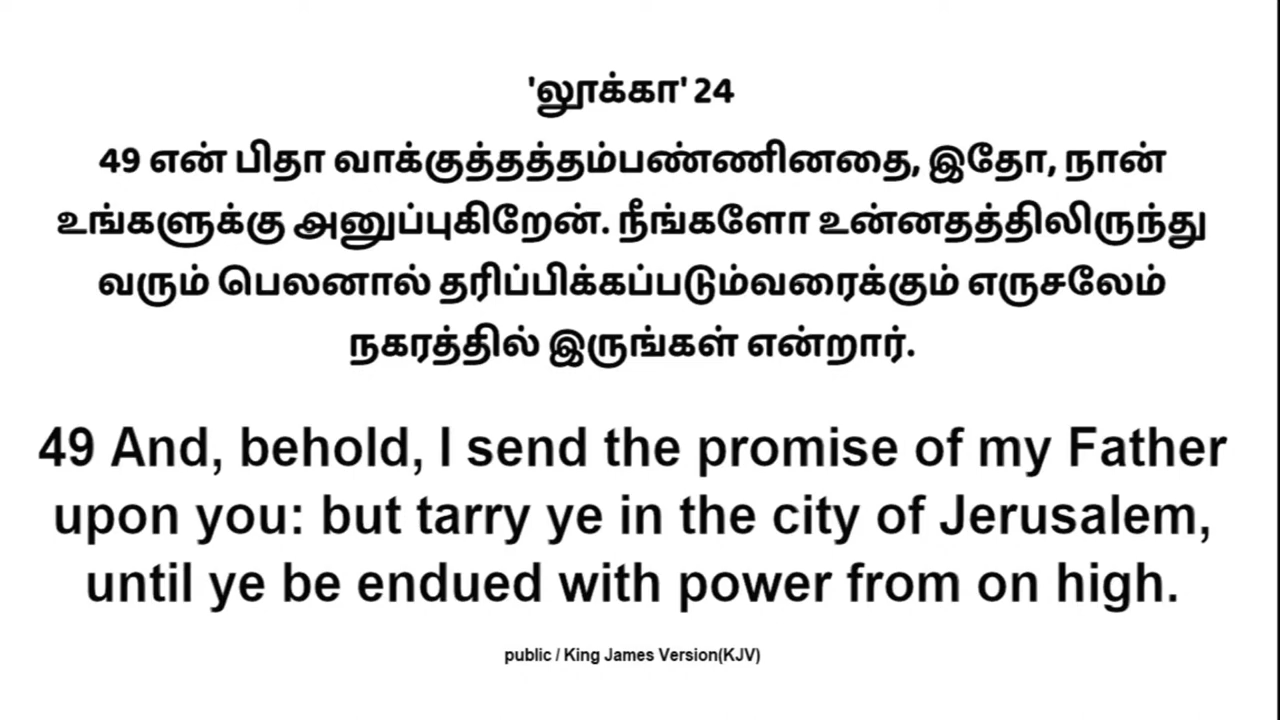 'லூக்கா' 24
49 என் பிதா வாக்குத்தத்தம்பண்ணினதை, இதோ, நான்
உங்களுக்கு அனுப்புகிறேன். நீங்களோ உன்னதத்திலிருந்து
வரும் பெலனால் தரிப்பிக்கப்படும்வரைக்கும் எருசலேம்
நகரத்தில் இருங்கள் என்றார்.
49 And, behold, I send the promise of my Father
upon you: but tarry ye in the city of Jerusalem,
until ye be endued with power from on high.
public / King James Version(KJV)